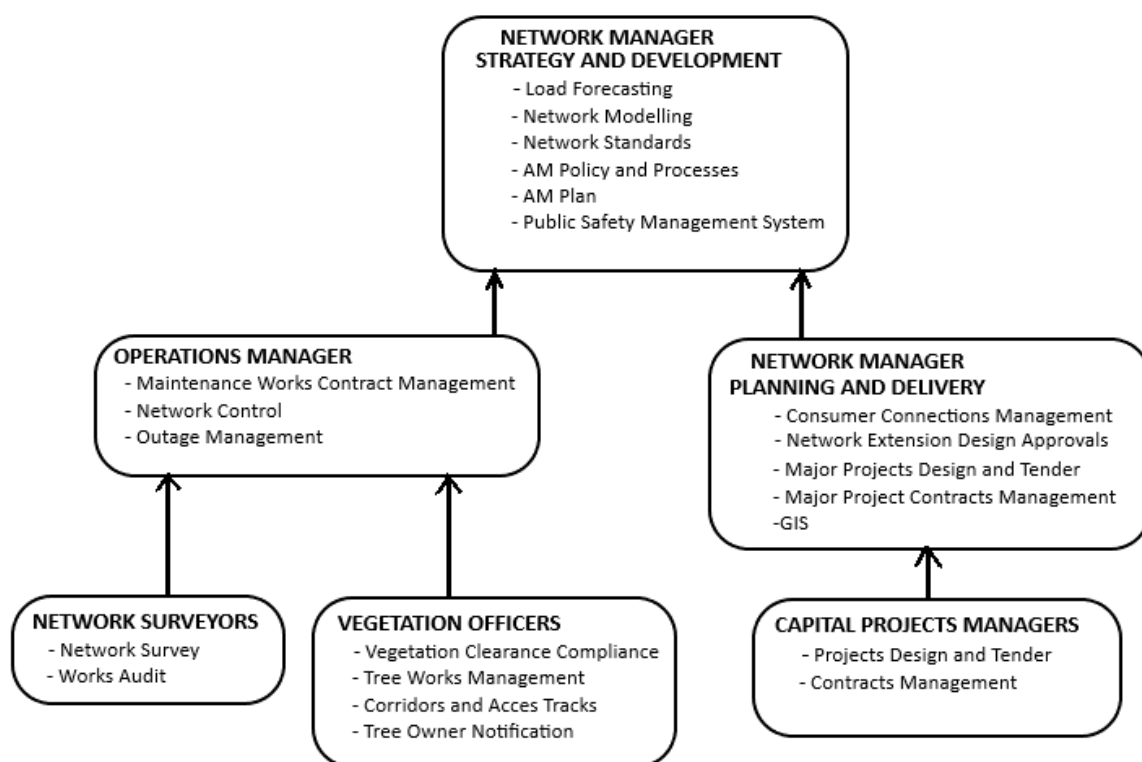 NETWORK MANAGER
STRATEGY AND DEVELOPMENT
- Load Forecasting
- Network Modelling
- Network Standards
- AM Policy and Processes
- AM Plan
- Public Safety Management System
OPERATIONS MANAGER
- Maintenance Works Contract Management
- Network Control
- Outage Management
NETWORK MANAGER
PLANNING AND DELIVERY
- Consumer Connections Management
- Network Extension Design Approvals
- Major Projects Design and Tender
- Major Project Contracts Management
-GIS
NETWORK SURVEYORS
- Network Survey
- Works Audit
VEGETATION OFFICERS
- Vegetation Clearance Compliance
- Tree Works Management
- Corridors and Acces Tracks
- Tree Owner Notification
CAPITAL PROJECTS MANAGERS
- Projects Design and Tender
- Contracts Management